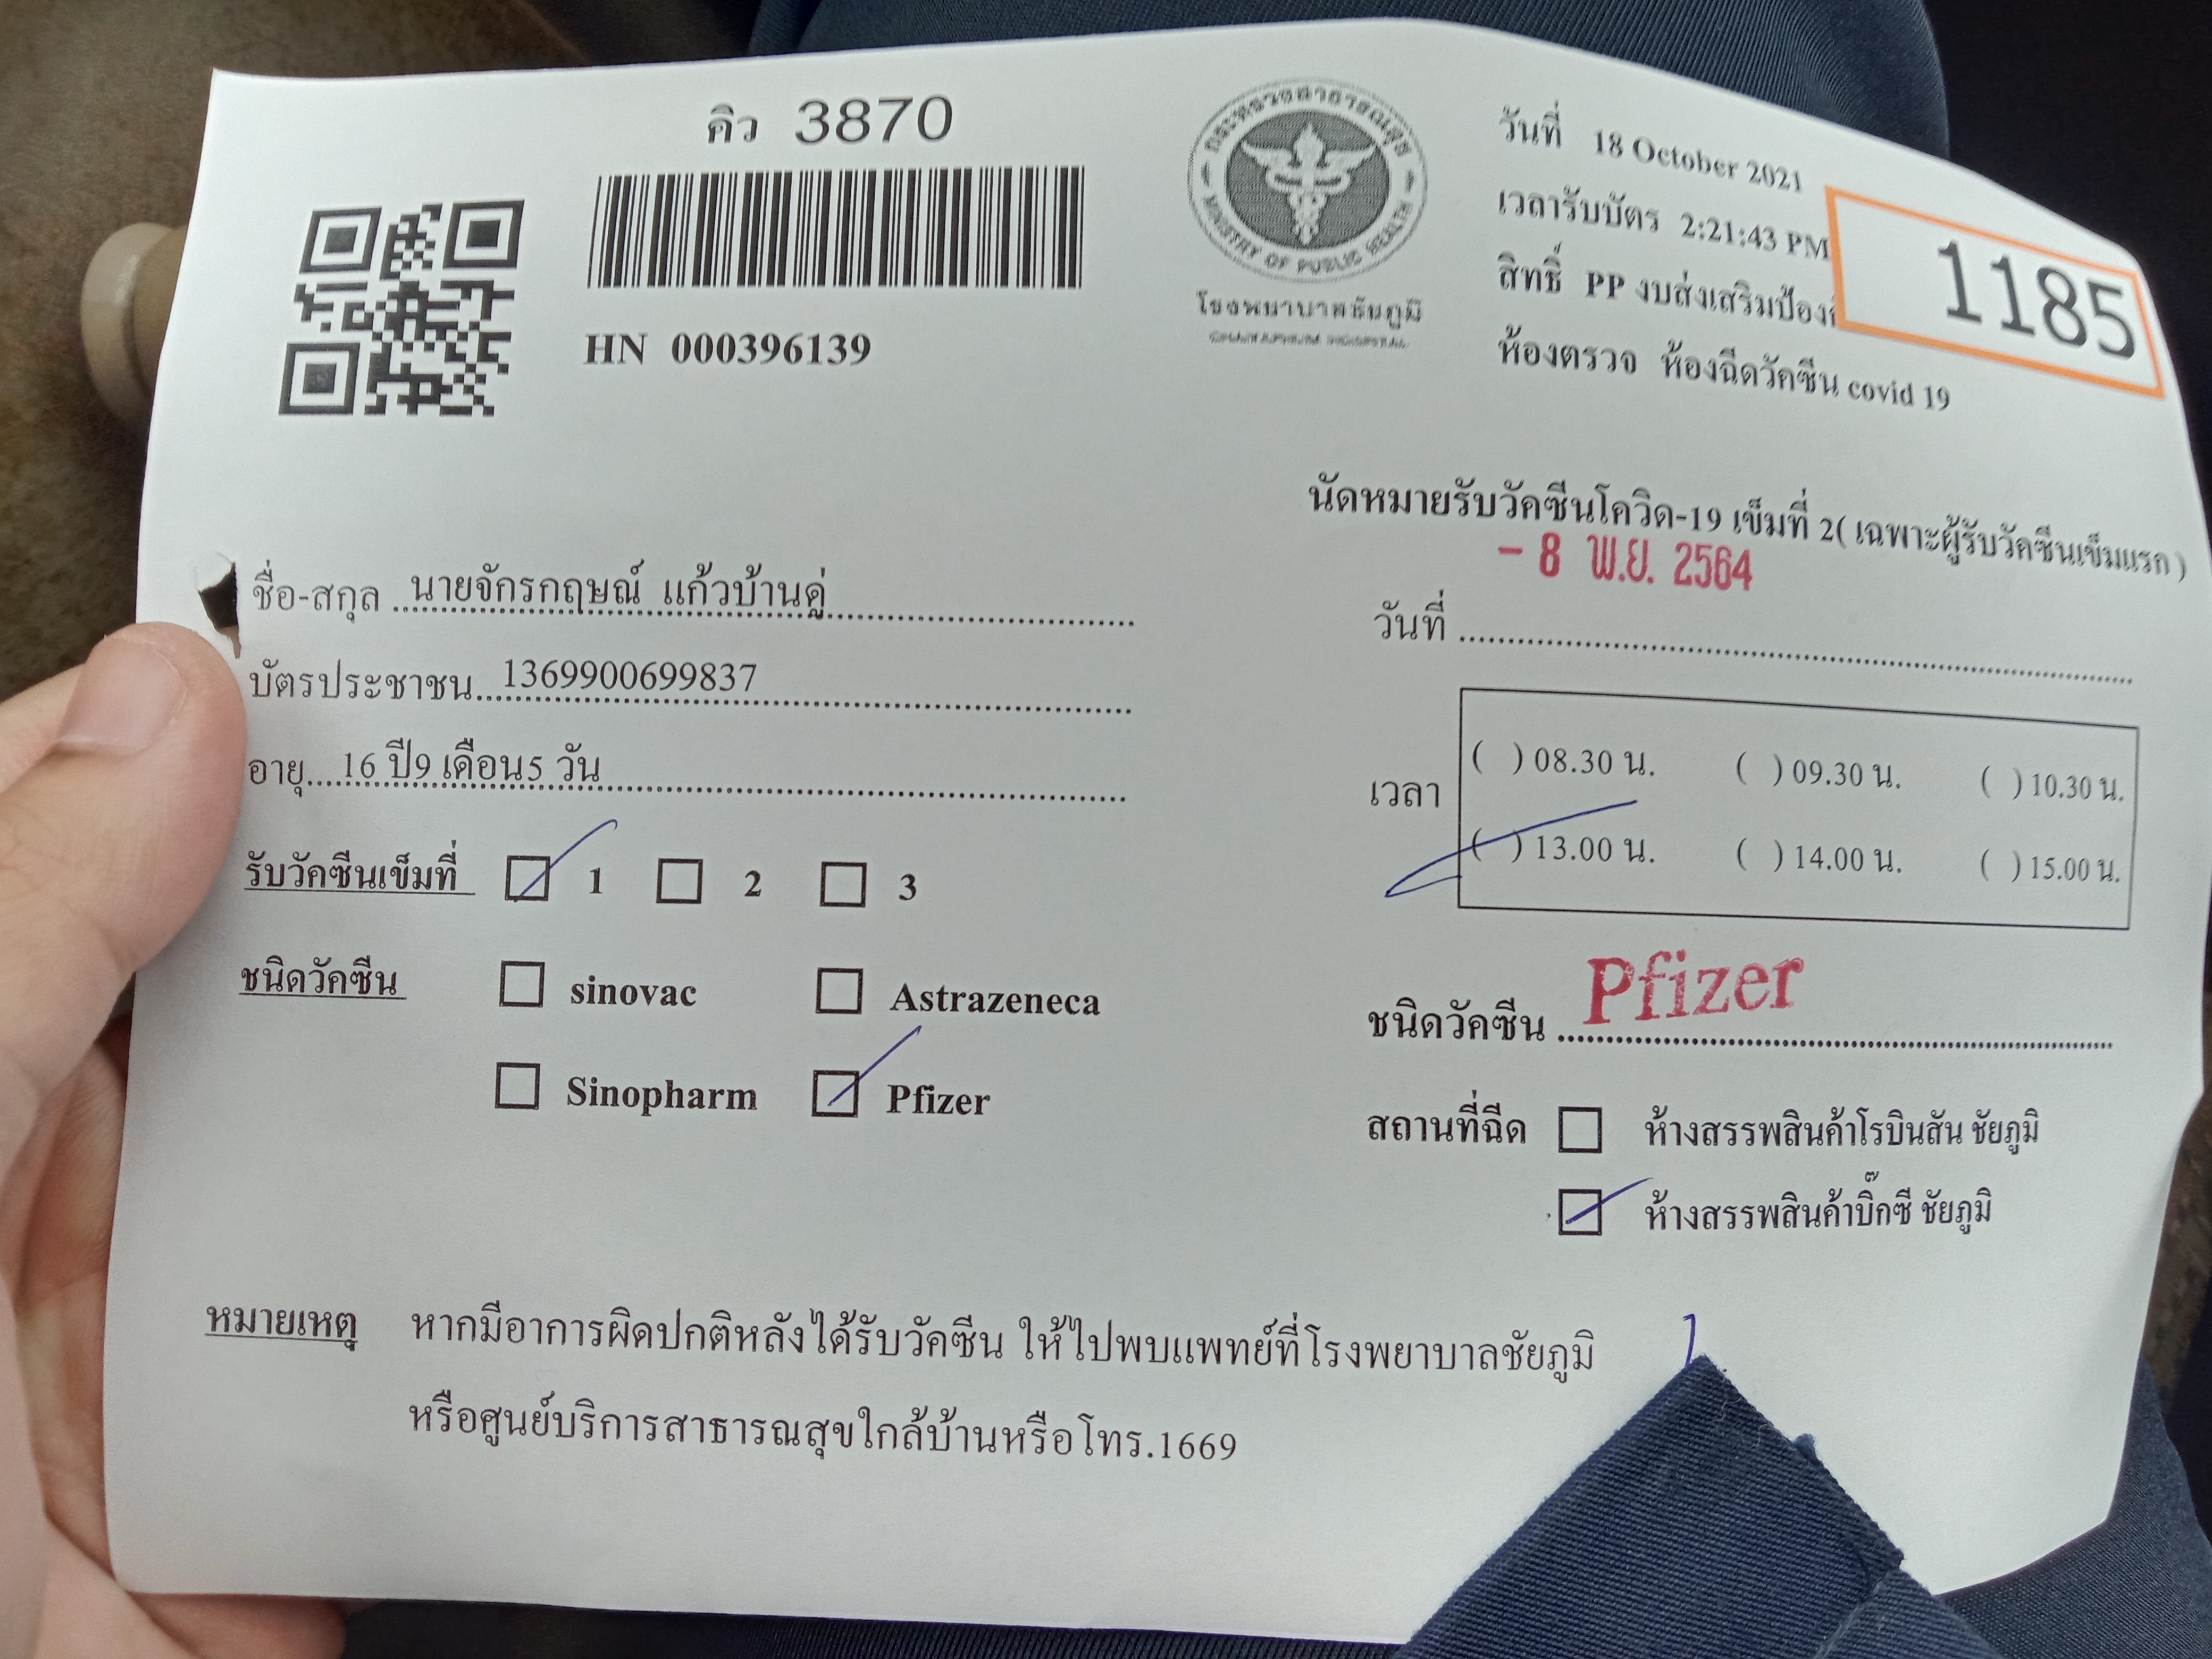 คิว 3870
HN 000396139
กระทรวงสาธารณสุข
MINISTRY OF PUBLIC HEALTH
โรงพยาบาลชัยภูมิ
CHAIYAPHUM HOSPITAL
วันที่ 18 October 2021
เวลารับบัตร 2:21:43 PM
สิทธิ์ PP งบส่งเสริมป้อง
1185
ห้องตรวจ ห้องฉีดวัคซีน covid 19
ชื่อ-สกุล นายจักรกฤษณ์ แก้วบ้านดู่
บัตรประชาชน 1369900699837
อายุ 16 ปี9 เดือน5 วัน
รับวัคซีนเข็มที่ 1 2 3
ชนิดวัคซีน sinovac Astrazeneca
Sinopharm Pfizer
นัดหมายรับวัคซีนโควิด-19 เข็มที่ 2( เฉพาะผู้รับวัคซีนเข็มแรก )
- 8 พ.ย. 2564
วันที่
เวลา
( ) 08.30 น. ( ) 09.30 น. ( ) 10.30 น.
( ) 13.00 น. ( ) 14.00 น. ( ) 15.00 น.
ชนิดวัคซีน Pfizer
สถานที่ฉีด ห้างสรรพสินค้าโรบินสัน ชัยภูมิ
ห้างสรรพสินค้าบิ๊กซี ชัยภูมิ
หมายเหตุ หากมีอาการผิดปกติหลังได้รับวัคซีน ให้ไปพบแพทย์ที่โรงพยาบาลชัยภูมิ
หรือศูนย์บริการสาธารณสุขใกล้บ้านหรือโทร.1669